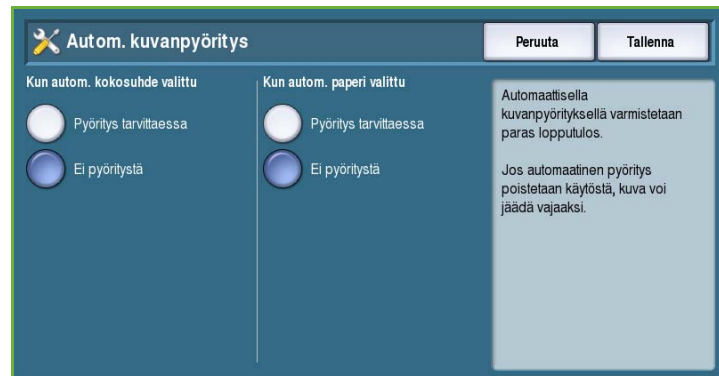 Autom. kuvanpyöritys
Peruuta
Tallenna
Kun autom. kokosuhde valittu
Pyöritys tarvittaessa
Ei pyöritystä
Kun autom. paperi valittu
Pyöritys tarvittaessa
Ei pyöritystä
Automaattisella
kuvanpyörityksellä varmistetaan
paras lopputulos.
Jos automaatinen pyöritys
poistetaan käytöstä, kuva voi
jäädä vajaaksi.